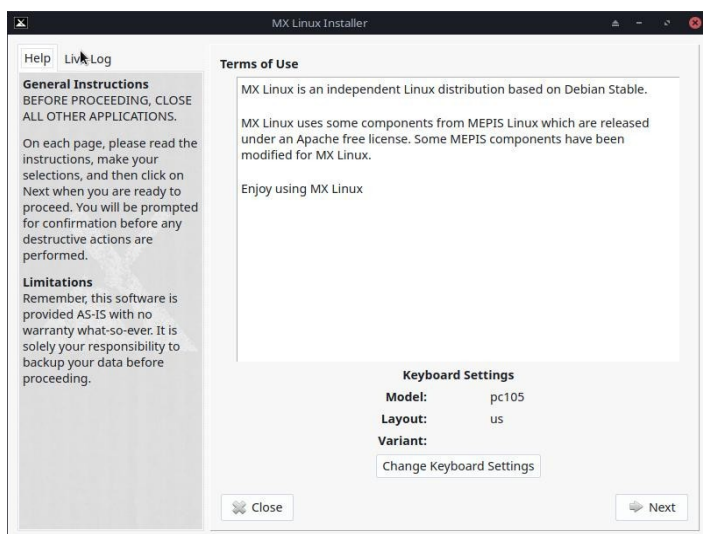 MX Linux Installer
Help Live Log
General Instructions
BEFORE PROCEEDING, CLOSE
ALL OTHER APPLICATIONS.
On each page, please read the
instructions, make your
selections, and then click on
Next when you are ready to
proceed. You will be prompted
for confirmation before any
destructive actions are
performed.
Limitations
Remember, this software is
provided AS-IS with no
warranty what-so-ever. It is
solely your responsibility to
backup your data before
proceeding.
Terms of Use
MX Linux is an independent Linux distribution based on Debian Stable.
MX Linux uses some components from MEPIS Linux which are released
under an Apache free license. Some MEPIS components have been
modified for MX Linux.
Enjoy using MX Linux
Keyboard Settings
Model: pc105
Layout: us
Variant:
Change Keyboard Settings
Close
Next